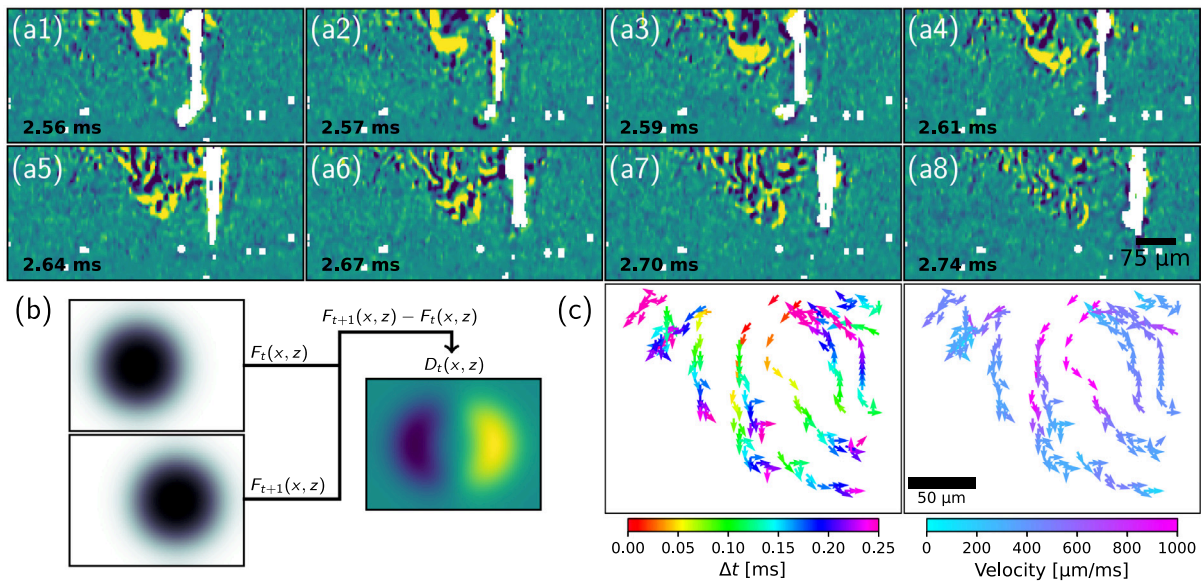 (a1) (a2) (a3) (a4)
2.56 ms 2.57 ms 2.59 ms 2.61 ms
(a5) (a6) (a7) (a8)
75 µm
2.64 ms 2.67 ms 2.70 ms 2.74 ms
(b)
F_t(x, z)
F_{t+1}(x, z)
F_{t+1}(x, z) − F_t(x, z)
D_t(x, z)
(c)
50 µm
0.00 0.05 0.10 0.15 0.20 0.25
Δt [ms]
0 200 400 600 800 1000
Velocity [µm/ms]